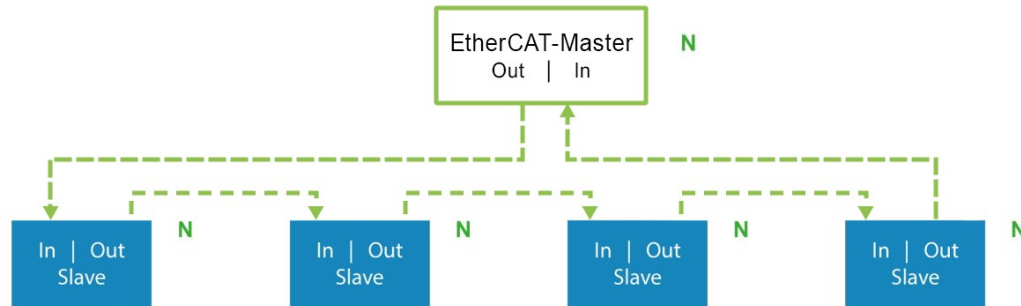 EtherCAT-Master
Out | In
N
In | Out
Slave
N
In | Out
Slave
N
In | Out
Slave
N
In | Out
Slave
N